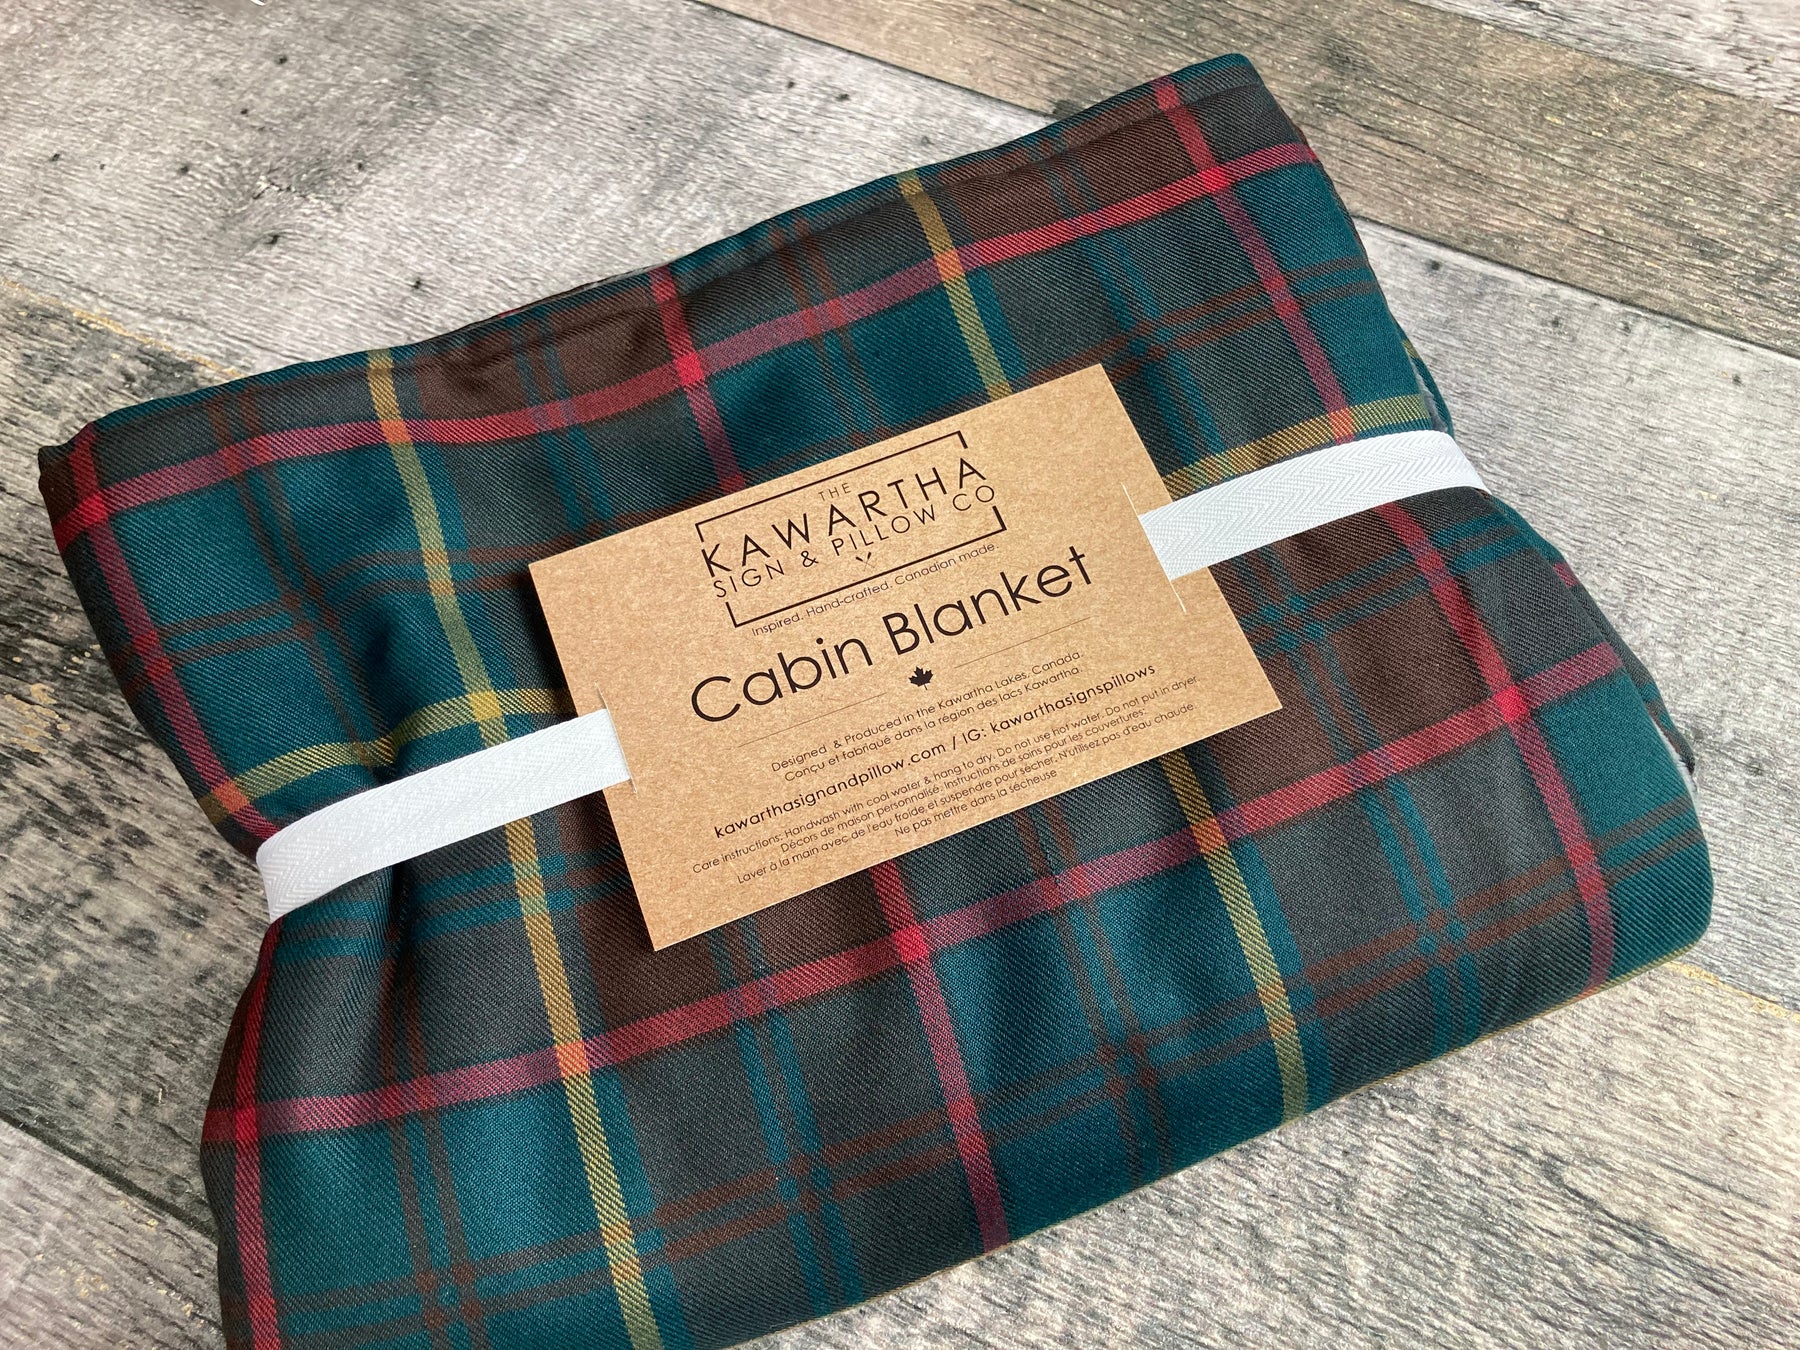 THE
KAWARTHA
SIGN & PILLOW CO
Inspired. Hand-crafted. Canadian made.
Cabin Blanket
Designed & Produced in the Kawartha Lakes, Canada.
Conçu et fabriqué dans la région des lacs Kawartha.
kawarthasignandpillow.com / IG: kawarthasignspillows
Care instructions: Handwash with cool water & hang to dry. Do not use hot water. Do not put in dryer.
Décors de maison personnalisé. Instructions de soins pour les couvertures:
Laver à la main avec de l'eau froide et suspendre pour sécher. N'utilisez pas d'eau chaude.
Ne pas mettre dans la sécheuse